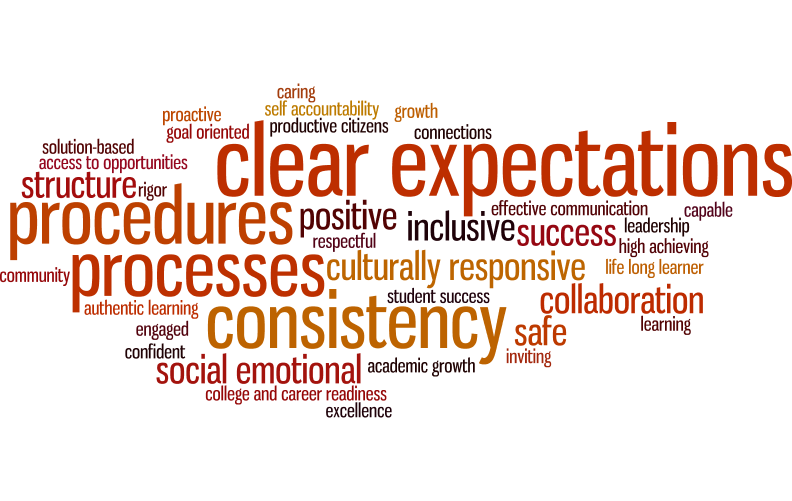 caring
self accountability
growth
proactive
goal oriented
productive citizens
connections
solution-based
clear expectations
access to opportunities
structure
rigor
procedures
positive
inclusive
effective communication
capable
success
leadership
respectful
high achieving
community
processes
culturally responsive
life long learner
authentic learning
consistency
student success
collaboration
engaged
safe
learning
confident
inviting
social emotional
academic growth
college and career readiness
excellence